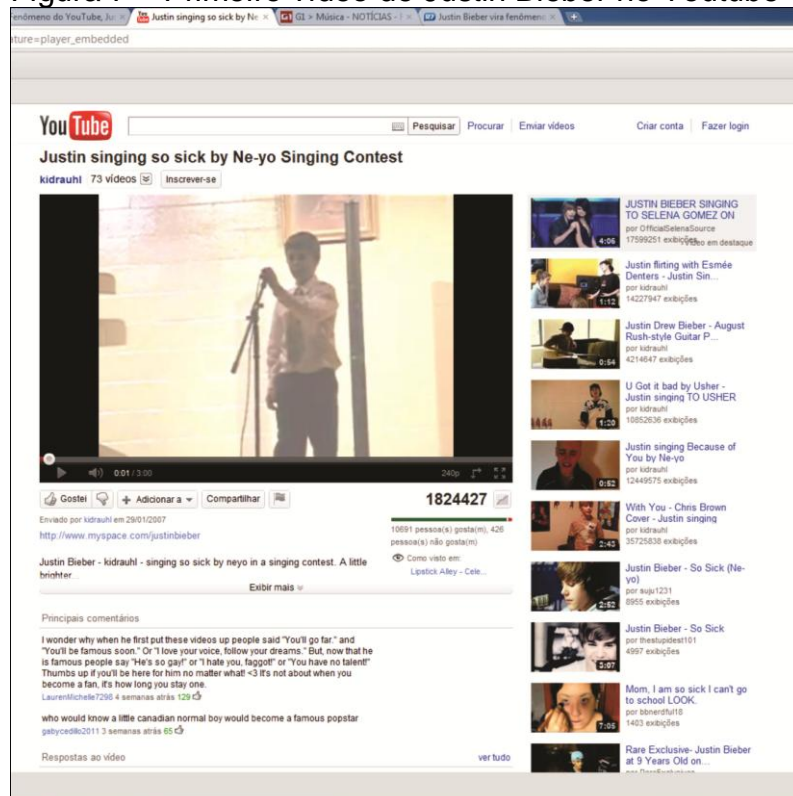 enômeno do YouTube, Ju
Justin singing so sick by Ne
G1 > Música - NOTÍCIAS -
Justin Bieber vira fenômeno
ature=player_embedded
YouTube
Pesquisar
Procurar
Enviar vídeos
Criar conta
Fazer login
Justin singing so sick by Ne-yo Singing Contest
kidrauhl 73 vídeos
Inscrever-se
0:01 / 3:00
240p
Gostei
Adicionar a
Compartilhar
1824427
Enviado por kidrauhl em 29/01/2007
http://www.myspace.com/justinbieber
10691 pessoa(s) gosta(m), 426
pessoa(s) não gosta(m)
Como visto em:
Lipstick Alley - Cele...
Justin Bieber - kidrauhl - singing so sick by neyo in a singing contest. A little
brighter...
Exibir mais
Principais comentários
I wonder why when he first put these videos up people said "You'll go far." and
"You'll be famous soon." Or "I love your voice, follow your dreams." But, now that he
is famous people say "He's so gay!" or "I hate you, faggot!" or "You have no talent!"
Thumbs up if you'll be here for him no matter what! <3 It's not about when you
become a fan, it's how long you stay one.
LaurenMichelle7298 4 semanas atrás 129
who would know a little canadian normal boy would become a famous popstar
gabycedillo2011 3 semanas atrás 65
Respostas ao vídeo
ver tudo
4:06
JUSTIN BIEBER SINGING
TO SELENA GOMEZ ON
por OfficialSelenaSource
17599251 exibições
Vídeo em destaque
1:12
Justin flirting with Esmée
Denters - Justin Sin...
por kidrauhl
14227947 exibições
0:54
Justin Drew Bieber - August
Rush-style Guitar P...
por kidrauhl
4214647 exibições
1:20
U Got it bad by Usher -
Justin singing TO USHER
por kidrauhl
10852636 exibições
0:52
Justin singing Because of
You by Ne-yo
por kidrauhl
12449575 exibições
2:43
With You - Chris Brown
Cover - Justin singing
por kidrauhl
35725838 exibições
2:52
Justin Bieber - So Sick (Ne-
yo)
por suju1231
8955 exibições
3:07
Justin Bieber - So Sick
por thestupidest101
4997 exibições
7:05
Mom, I am so sick I can't go
to school LOOK.
por bbnerdful18
1403 exibições
Rare Exclusive- Justin Bieber
at 9 Years Old on...